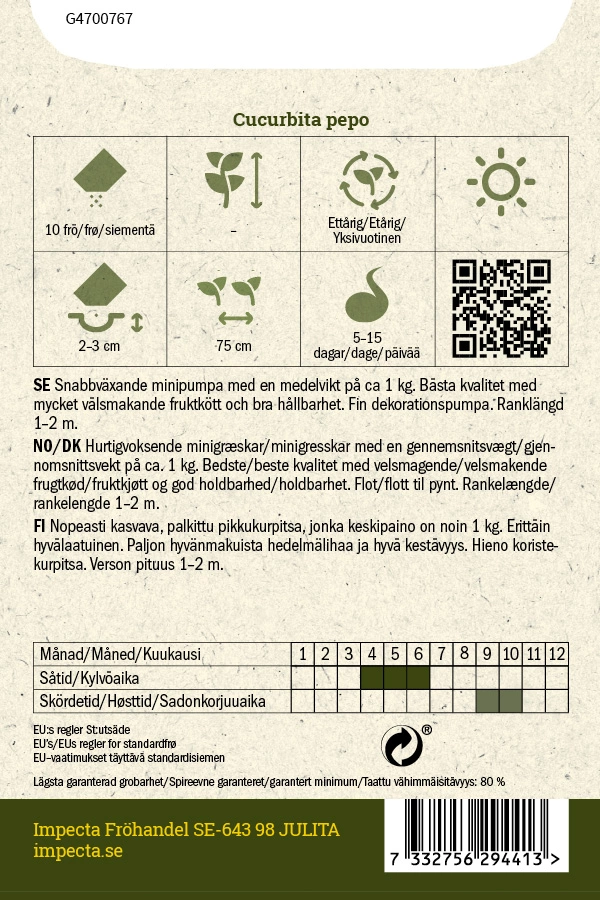 G4700767
Cucurbita pepo
10 frö/frø/siementä
–
Ettårig/Etårig/
Yksivuotinen
2–3 cm
75 cm
5–15
dagar/dage/päivää
SE Snabbväxande minipumpa med en medelvikt på ca 1 kg. Bästa kvalitet med
mycket välsmakande fruktkött och bra hållbarhet. Fin dekorationspumpa. Ranklängd
1–2 m.
NO/DK Hurtigvoksende minigræskar/minigresskar med en gennemsnitsvægt/gjen-
nomsnittsvekt på ca. 1 kg. Bedste/beste kvalitet med velsmagende/velsmakende
frugtkød/fruktkjøtt og god holdbarhed/holdbarhet. Flot/flott til pynt. Rankelængde/
rankelengde 1–2 m.
FI Nopeasti kasvava, palkittu pikkukurpitsa, jonka keskipaino on noin 1 kg. Erittäin
hyvälaatuinen. Paljon hyvänmakuista hedelmälihaa ja hyvä kestävyys. Hieno koriste-
kurpitsa. Verson pituus 1–2 m.
Månad/Måned/Kuukausi 1 2 3 4 5 6 7 8 9 10 11 12
Såtid/Kylvöaika
Skördetid/Høsttid/Sadonkorjuuaika
EU:s regler St:utsäde
EU's/EUs regler for standardfrø
EU-vaatimukset täyttävä standardisiemen
®
Lägsta garanterad grobarhet/Spireevne garanteret/garantert minimum/Taattu vähimmäisitävyys: 80 %
Impecta Fröhandel SE-643 98 JULITA
impecta.se
7 332756 294413 >